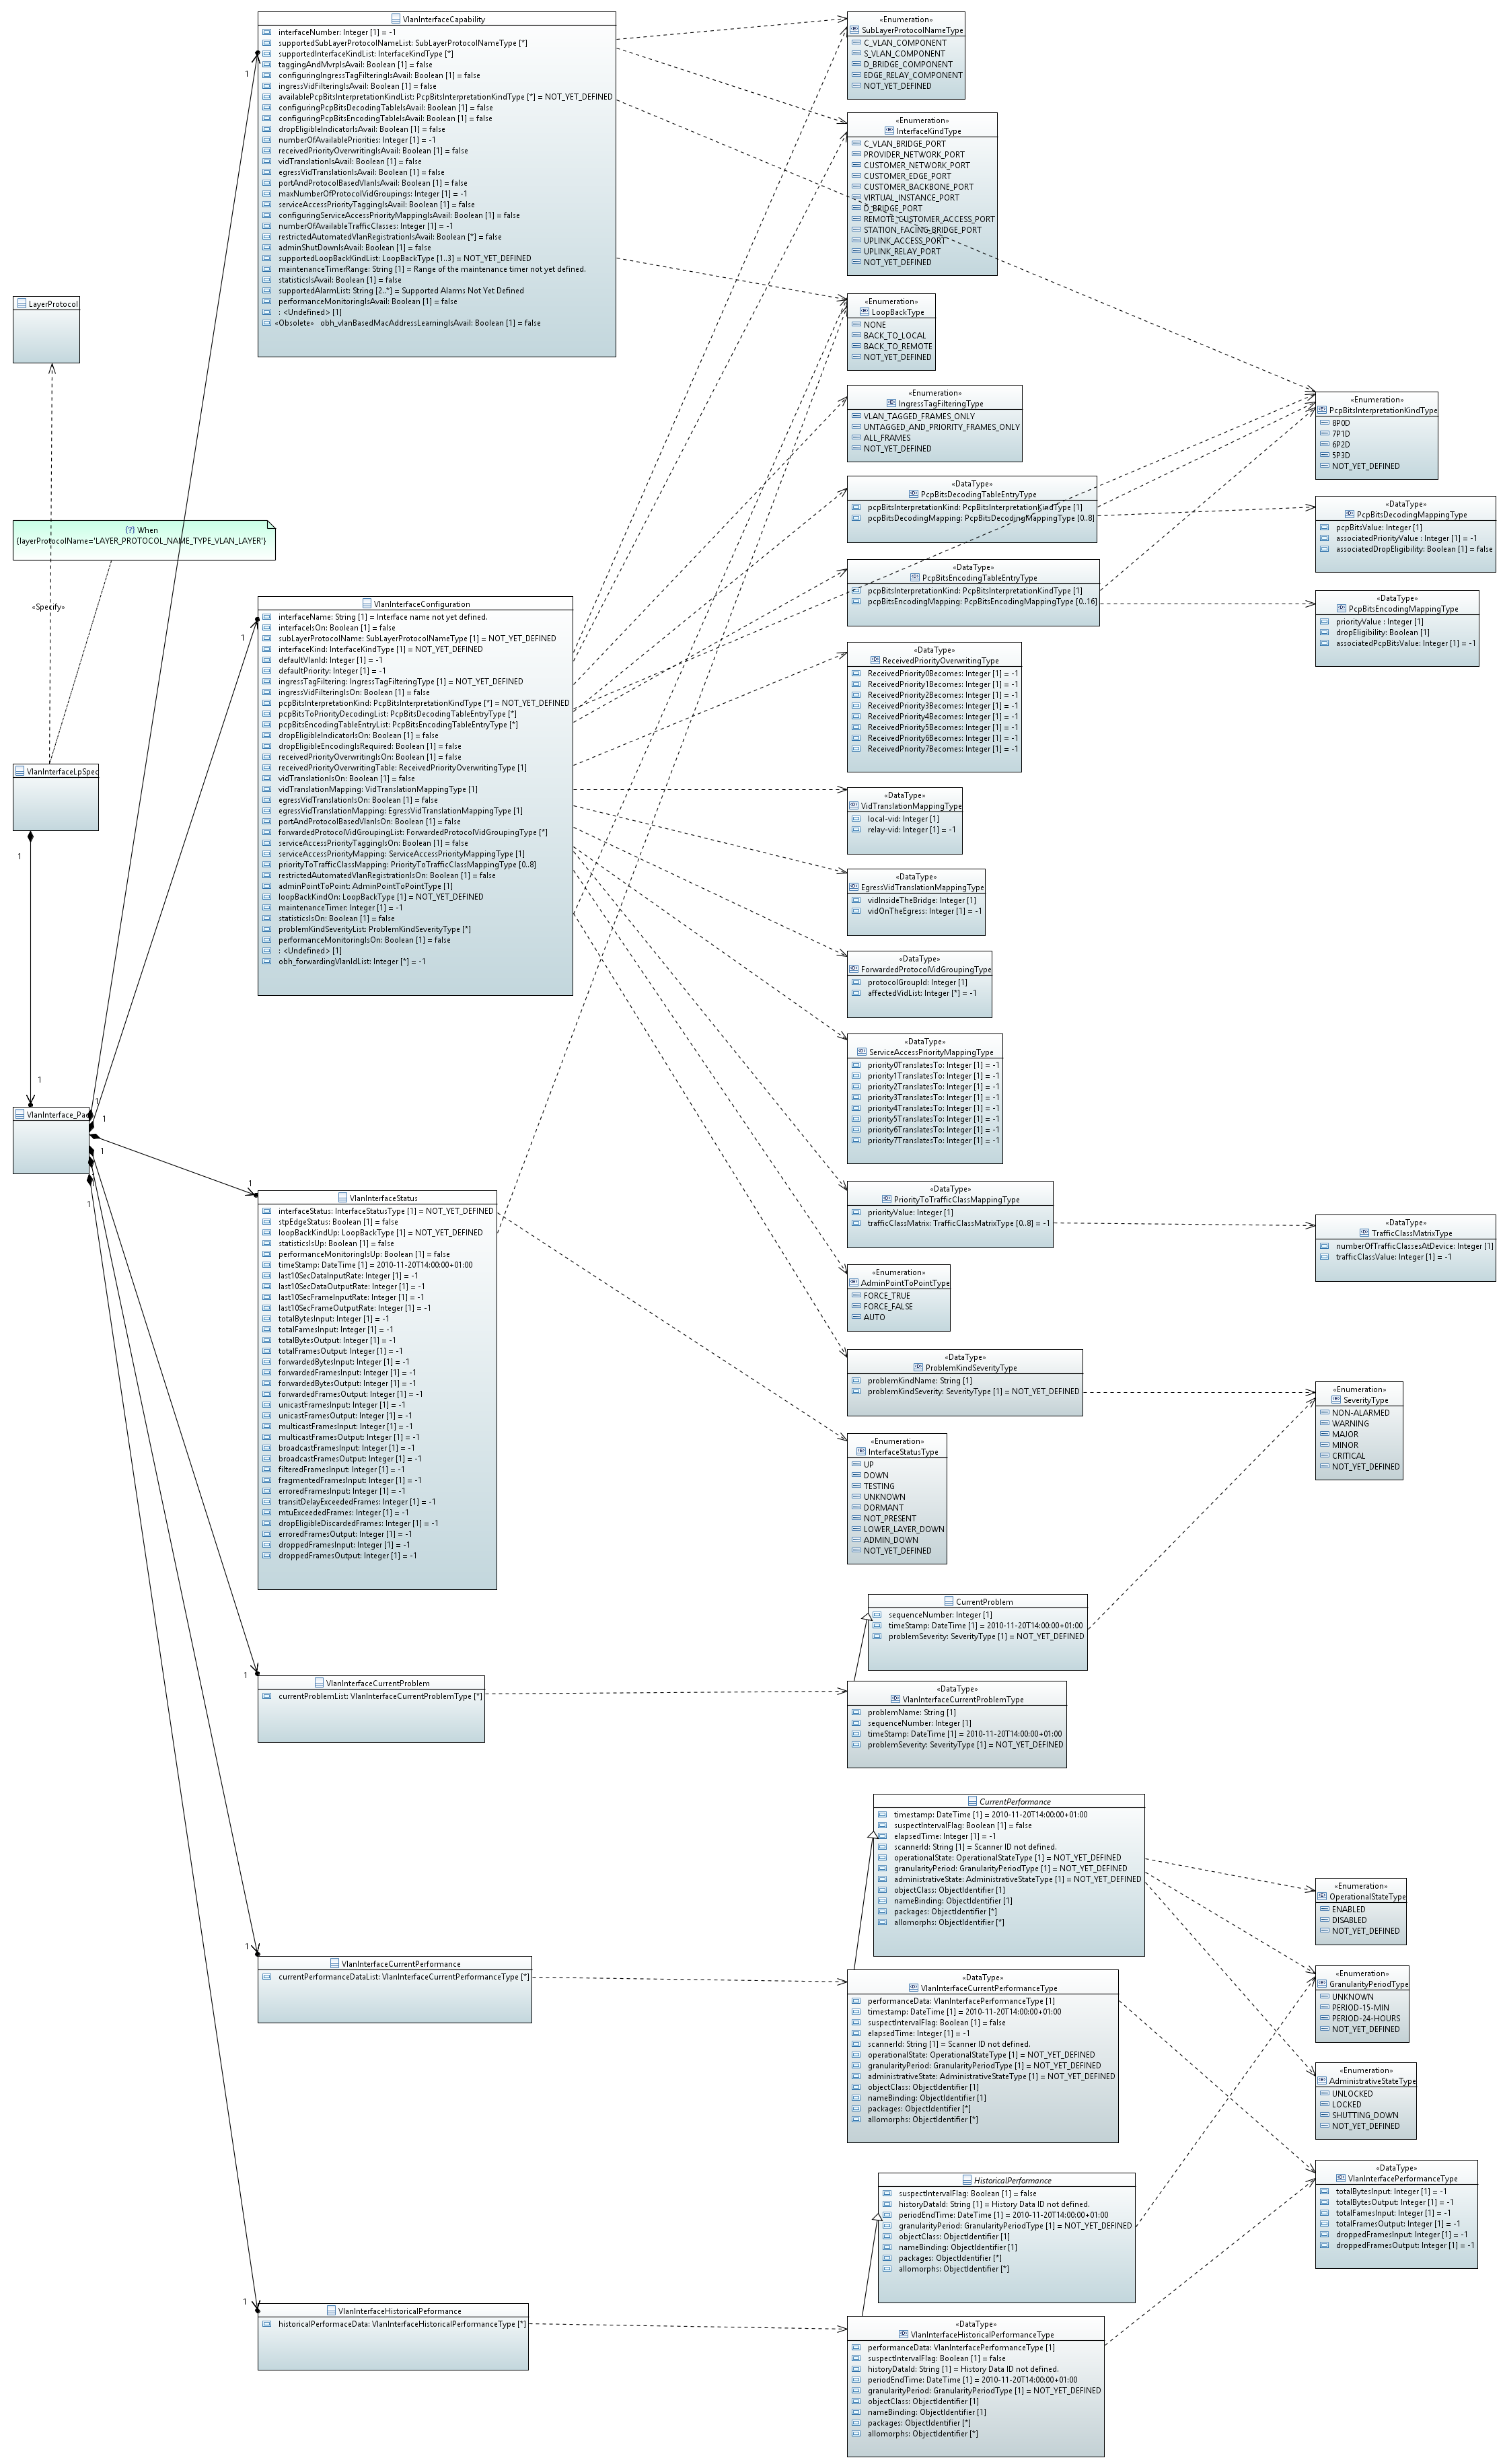 VlanInterfaceCapability
interfaceNumber: Integer [1] = -1
supportedSubLayerProtocolNameList: SubLayerProtocolNameType [*]
supportedInterfaceKindList: InterfaceKindType [*]
taggingAndMvrpIsAvail: Boolean [1] = false
configuringIngressTagFilteringIsAvail: Boolean [1] = false
ingressVidFilteringIsAvail: Boolean [1] = false
availablePcpBitsInterpretationKindList: PcpBitsInterpretationKindType [*] = NOT_YET_DEFINED
configuringPcpBitsDecodingTableIsAvail: Boolean [1] = false
configuringPcpBitsEncodingTableIsAvail: Boolean [1] = false
dropEligibleIndicatorIsAvail: Boolean [1] = false
numberOfAvailablePriorities: Integer [1] = -1
receivedPriorityOverwritingIsAvail: Boolean [1] = false
vidTranslationIsAvail: Boolean [1] = false
egressVidTranslationIsAvail: Boolean [1] = false
portAndProtocolBasedVlanIsAvail: Boolean [1] = false
maxNumberOfProtocolVidGroupings: Integer [1] = -1
serviceAccessPriorityTaggingIsAvail: Boolean [1] = false
configuringServiceAccessPriorityMappingIsAvail: Boolean [1] = false
numberOfAvailableTrafficClasses: Integer [1] = -1
restrictedAutomatedVlanRegistrationIsAvail: Boolean [*] = false
adminShutDownIsAvail: Boolean [1] = false
supportedLoopBackKindList: LoopBackType [1..3] = NOT_YET_DEFINED
maintenanceTimerRange: String [1] = Range of the maintenance timer not yet defined.
statisticsIsAvail: Boolean [1] = false
supportedAlarmList: String [2..*] = Supported Alarms Not Yet Defined
performanceMonitoringIsAvail: Boolean [1] = false
: <Undefined> [1]
«Obsolete» obh_vlanBasedMacAddressLearningIsAvail: Boolean [1] = false
1
«Enumeration»
SubLayerProtocolNameType
C_VLAN_COMPONENT
S_VLAN_COMPONENT
D_BRIDGE_COMPONENT
EDGE_RELAY_COMPONENT
NOT_YET_DEFINED
«Enumeration»
InterfaceKindType
C_VLAN_BRIDGE_PORT
PROVIDER_NETWORK_PORT
CUSTOMER_NETWORK_PORT
CUSTOMER_EDGE_PORT
CUSTOMER_BACKBONE_PORT
VIRTUAL_INSTANCE_PORT
D_BRIDGE_PORT
REMOTE_CUSTOMER_ACCESS_PORT
STATION_FACING_BRIDGE_PORT
UPLINK_ACCESS_PORT
UPLINK_RELAY_PORT
NOT_YET_DEFINED
LayerProtocol
«Enumeration»
LoopBackType
NONE
BACK_TO_LOCAL
BACK_TO_REMOTE
NOT_YET_DEFINED
«Enumeration»
IngressTagFilteringType
VLAN_TAGGED_FRAMES_ONLY
UNTAGGED_AND_PRIORITY_FRAMES_ONLY
ALL_FRAMES
NOT_YET_DEFINED
«Enumeration»
PcpBitsInterpretationKindType
8P0D
7P1D
6P2D
5P3D
NOT_YET_DEFINED
«DataType»
PcpBitsDecodingTableEntryType
pcpBitsInterpretationKind: PcpBitsInterpretationKindType [1]
pcpBitsDecodingMapping: PcpBitsDecodingMappingType [0..8]
«DataType»
PcpBitsDecodingMappingType
pcpBitsValue: Integer [1]
associatedPriorityValue : Integer [1] = -1
associatedDropEligibility: Boolean [1] = false
(?) When
{layerProtocolName='LAYER_PROTOCOL_NAME_TYPE_VLAN_LAYER'}
«Specify»
«DataType»
PcpBitsEncodingTableEntryType
pcpBitsInterpretationKind: PcpBitsInterpretationKindType [1]
pcpBitsEncodingMapping: PcpBitsEncodingMappingType [0..16]
«DataType»
PcpBitsEncodingMappingType
priorityValue : Integer [1]
dropEligibility: Boolean [1]
associatedPcpBitsValue: Integer [1] = -1
1
VlanInterfaceConfiguration
interfaceName: String [1] = Interface name not yet defined.
interfaceIsOn: Boolean [1] = false
subLayerProtocolName: SubLayerProtocolNameType [1] = NOT_YET_DEFINED
interfaceKind: InterfaceKindType [1] = NOT_YET_DEFINED
defaultVlanId: Integer [1] = -1
defaultPriority: Integer [1] = -1
ingressTagFiltering: IngressTagFilteringType [1] = NOT_YET_DEFINED
ingressVidFilteringIsOn: Boolean [1] = false
pcpBitsInterpretationKind: PcpBitsInterpretationKindType [*] = NOT_YET_DEFINED
pcpBitsToPriorityDecodingList: PcpBitsDecodingTableEntryType [*]
pcpBitsEncodingTableEntryList: PcpBitsEncodingTableEntryType [*]
dropEligibleIndicatorIsOn: Boolean [1] = false
dropEligibleEncodingIsRequired: Boolean [1] = false
receivedPriorityOverwritingIsOn: Boolean [1] = false
receivedPriorityOverwritingTable: ReceivedPriorityOverwritingType [1]
vidTranslationIsOn: Boolean [1] = false
vidTranslationMapping: VidTranslationMappingType [1]
egressVidTranslationIsOn: Boolean [1] = false
egressVidTranslationMapping: EgressVidTranslationMappingType [1]
portAndProtocolBasedVlanIsOn: Boolean [1] = false
forwardedProtocolVidGroupingList: ForwardedProtocolVidGroupingType [*]
serviceAccessPriorityTaggingIsOn: Boolean [1] = false
serviceAccessPriorityMapping: ServiceAccessPriorityMappingType [1]
priorityToTrafficClassMapping: PriorityToTrafficClassMappingType [0..8]
restrictedAutomatedVlanRegistrationIsOn: Boolean [1] = false
adminPointToPoint: AdminPointToPointType [1]
loopBackKindOn: LoopBackType [1] = NOT_YET_DEFINED
maintenanceTimer: Integer [1] = -1
statisticsIsOn: Boolean [1] = false
problemKindSeverityList: ProblemKindSeverityType [*]
performanceMonitoringIsOn: Boolean [1] = false
: <Undefined> [1]
obh_forwardingVlanIdList: Integer [*] = -1
«DataType»
ReceivedPriorityOverwritingType
ReceivedPriority0Becomes: Integer [1] = -1
ReceivedPriority1Becomes: Integer [1] = -1
ReceivedPriority2Becomes: Integer [1] = -1
ReceivedPriority3Becomes: Integer [1] = -1
ReceivedPriority4Becomes: Integer [1] = -1
ReceivedPriority5Becomes: Integer [1] = -1
ReceivedPriority6Becomes: Integer [1] = -1
ReceivedPriority7Becomes: Integer [1] = -1
VlanInterfaceLpSpec
1
«DataType»
VidTranslationMappingType
local-vid: Integer [1]
relay-vid: Integer [1] = -1
«DataType»
EgressVidTranslationMappingType
vidInsideTheBridge: Integer [1]
vidOnTheEgress: Integer [1] = -1
«DataType»
ForwardedProtocolVidGroupingType
protocolGroupId: Integer [1]
affectedVidList: Integer [*] = -1
«DataType»
ServiceAccessPriorityMappingType
priority0TranslatesTo: Integer [1] = -1
priority1TranslatesTo: Integer [1] = -1
priority2TranslatesTo: Integer [1] = -1
priority3TranslatesTo: Integer [1] = -1
priority4TranslatesTo: Integer [1] = -1
priority5TranslatesTo: Integer [1] = -1
priority6TranslatesTo: Integer [1] = -1
priority7TranslatesTo: Integer [1] = -1
1
VlanInterface_Pac
1
1
1
1
«DataType»
PriorityToTrafficClassMappingType
priorityValue: Integer [1]
trafficClassMatrix: TrafficClassMatrixType [0..8] = -1
«DataType»
TrafficClassMatrixType
numberOfTrafficClassesAtDevice: Integer [1]
trafficClassValue: Integer [1] = -1
1
VlanInterfaceStatus
interfaceStatus: InterfaceStatusType [1] = NOT_YET_DEFINED
stpEdgeStatus: Boolean [1] = false
loopBackKindUp: LoopBackType [1] = NOT_YET_DEFINED
statisticsIsUp: Boolean [1] = false
performanceMonitoringIsUp: Boolean [1] = false
timeStamp: DateTime [1] = 2010-11-20T14:00:00+01:00
last10SecDataInputRate: Integer [1] = -1
last10SecDataOutputRate: Integer [1] = -1
last10SecFrameInputRate: Integer [1] = -1
last10SecFrameOutputRate: Integer [1] = -1
totalBytesInput: Integer [1] = -1
totalFamesInput: Integer [1] = -1
totalBytesOutput: Integer [1] = -1
totalFramesOutput: Integer [1] = -1
forwardedBytesInput: Integer [1] = -1
forwardedFramesInput: Integer [1] = -1
forwardedBytesOutput: Integer [1] = -1
forwardedFramesOutput: Integer [1] = -1
unicastFramesInput: Integer [1] = -1
unicastFramesOutput: Integer [1] = -1
multicastFramesInput: Integer [1] = -1
multicastFramesOutput: Integer [1] = -1
broadcastFramesInput: Integer [1] = -1
broadcastFramesOutput: Integer [1] = -1
filteredFramesInput: Integer [1] = -1
fragmentedFramesInput: Integer [1] = -1
erroredFramesInput: Integer [1] = -1
transitDelayExceededFrames: Integer [1] = -1
mtuExceededFrames: Integer [1] = -1
dropEligibleDiscardedFrames: Integer [1] = -1
erroredFramesOutput: Integer [1] = -1
droppedFramesInput: Integer [1] = -1
droppedFramesOutput: Integer [1] = -1
«Enumeration»
AdminPointToPointType
FORCE_TRUE
FORCE_FALSE
AUTO
«DataType»
ProblemKindSeverityType
problemKindName: String [1]
problemKindSeverity: SeverityType [1] = NOT_YET_DEFINED
«Enumeration»
SeverityType
NON-ALARMED
WARNING
MAJOR
MINOR
CRITICAL
NOT_YET_DEFINED
«Enumeration»
InterfaceStatusType
UP
DOWN
TESTING
UNKNOWN
DORMANT
NOT_PRESENT
LOWER_LAYER_DOWN
ADMIN_DOWN
NOT_YET_DEFINED
CurrentProblem
sequenceNumber: Integer [1]
timeStamp: DateTime [1] = 2010-11-20T14:00:00+01:00
problemSeverity: SeverityType [1] = NOT_YET_DEFINED
1
VlanInterfaceCurrentProblem
currentProblemList: VlanInterfaceCurrentProblemType [*]
«DataType»
VlanInterfaceCurrentProblemType
problemName: String [1]
sequenceNumber: Integer [1]
timeStamp: DateTime [1] = 2010-11-20T14:00:00+01:00
problemSeverity: SeverityType [1] = NOT_YET_DEFINED
CurrentPerformance
timestamp: DateTime [1] = 2010-11-20T14:00:00+01:00
suspectIntervalFlag: Boolean [1] = false
elapsedTime: Integer [1] = -1
scannerId: String [1] = Scanner ID not defined.
operationalState: OperationalStateType [1] = NOT_YET_DEFINED
granularityPeriod: GranularityPeriodType [1] = NOT_YET_DEFINED
administrativeState: AdministrativeStateType [1] = NOT_YET_DEFINED
objectClass: ObjectIdentifier [1]
nameBinding: ObjectIdentifier [1]
packages: ObjectIdentifier [*]
allomorphs: ObjectIdentifier [*]
«Enumeration»
OperationalStateType
ENABLED
DISABLED
NOT_YET_DEFINED
1
VlanInterfaceCurrentPerformance
currentPerformanceDataList: VlanInterfaceCurrentPerformanceType [*]
«DataType»
VlanInterfaceCurrentPerformanceType
performanceData: VlanInterfacePerformanceType [1]
timestamp: DateTime [1] = 2010-11-20T14:00:00+01:00
suspectIntervalFlag: Boolean [1] = false
elapsedTime: Integer [1] = -1
scannerId: String [1] = Scanner ID not defined.
operationalState: OperationalStateType [1] = NOT_YET_DEFINED
granularityPeriod: GranularityPeriodType [1] = NOT_YET_DEFINED
administrativeState: AdministrativeStateType [1] = NOT_YET_DEFINED
objectClass: ObjectIdentifier [1]
nameBinding: ObjectIdentifier [1]
packages: ObjectIdentifier [*]
allomorphs: ObjectIdentifier [*]
«Enumeration»
GranularityPeriodType
UNKNOWN
PERIOD-15-MIN
PERIOD-24-HOURS
NOT_YET_DEFINED
«Enumeration»
AdministrativeStateType
UNLOCKED
LOCKED
SHUTTING_DOWN
NOT_YET_DEFINED
«DataType»
VlanInterfacePerformanceType
totalBytesInput: Integer [1] = -1
totalBytesOutput: Integer [1] = -1
totalFamesInput: Integer [1] = -1
totalFramesOutput: Integer [1] = -1
droppedFramesInput: Integer [1] = -1
droppedFramesOutput: Integer [1] = -1
HistoricalPerformance
suspectIntervalFlag: Boolean [1] = false
historyDataId: String [1] = History Data ID not defined.
periodEndTime: DateTime [1] = 2010-11-20T14:00:00+01:00
granularityPeriod: GranularityPeriodType [1] = NOT_YET_DEFINED
objectClass: ObjectIdentifier [1]
nameBinding: ObjectIdentifier [1]
packages: ObjectIdentifier [*]
allomorphs: ObjectIdentifier [*]
1
VlanInterfaceHistoricalPeformance
historicalPerformaceData: VlanInterfaceHistoricalPerformanceType [*]
«DataType»
VlanInterfaceHistoricalPerformanceType
performanceData: VlanInterfacePerformanceType [1]
suspectIntervalFlag: Boolean [1] = false
historyDataId: String [1] = History Data ID not defined.
periodEndTime: DateTime [1] = 2010-11-20T14:00:00+01:00
granularityPeriod: GranularityPeriodType [1] = NOT_YET_DEFINED
objectClass: ObjectIdentifier [1]
nameBinding: ObjectIdentifier [1]
packages: ObjectIdentifier [*]
allomorphs: ObjectIdentifier [*]